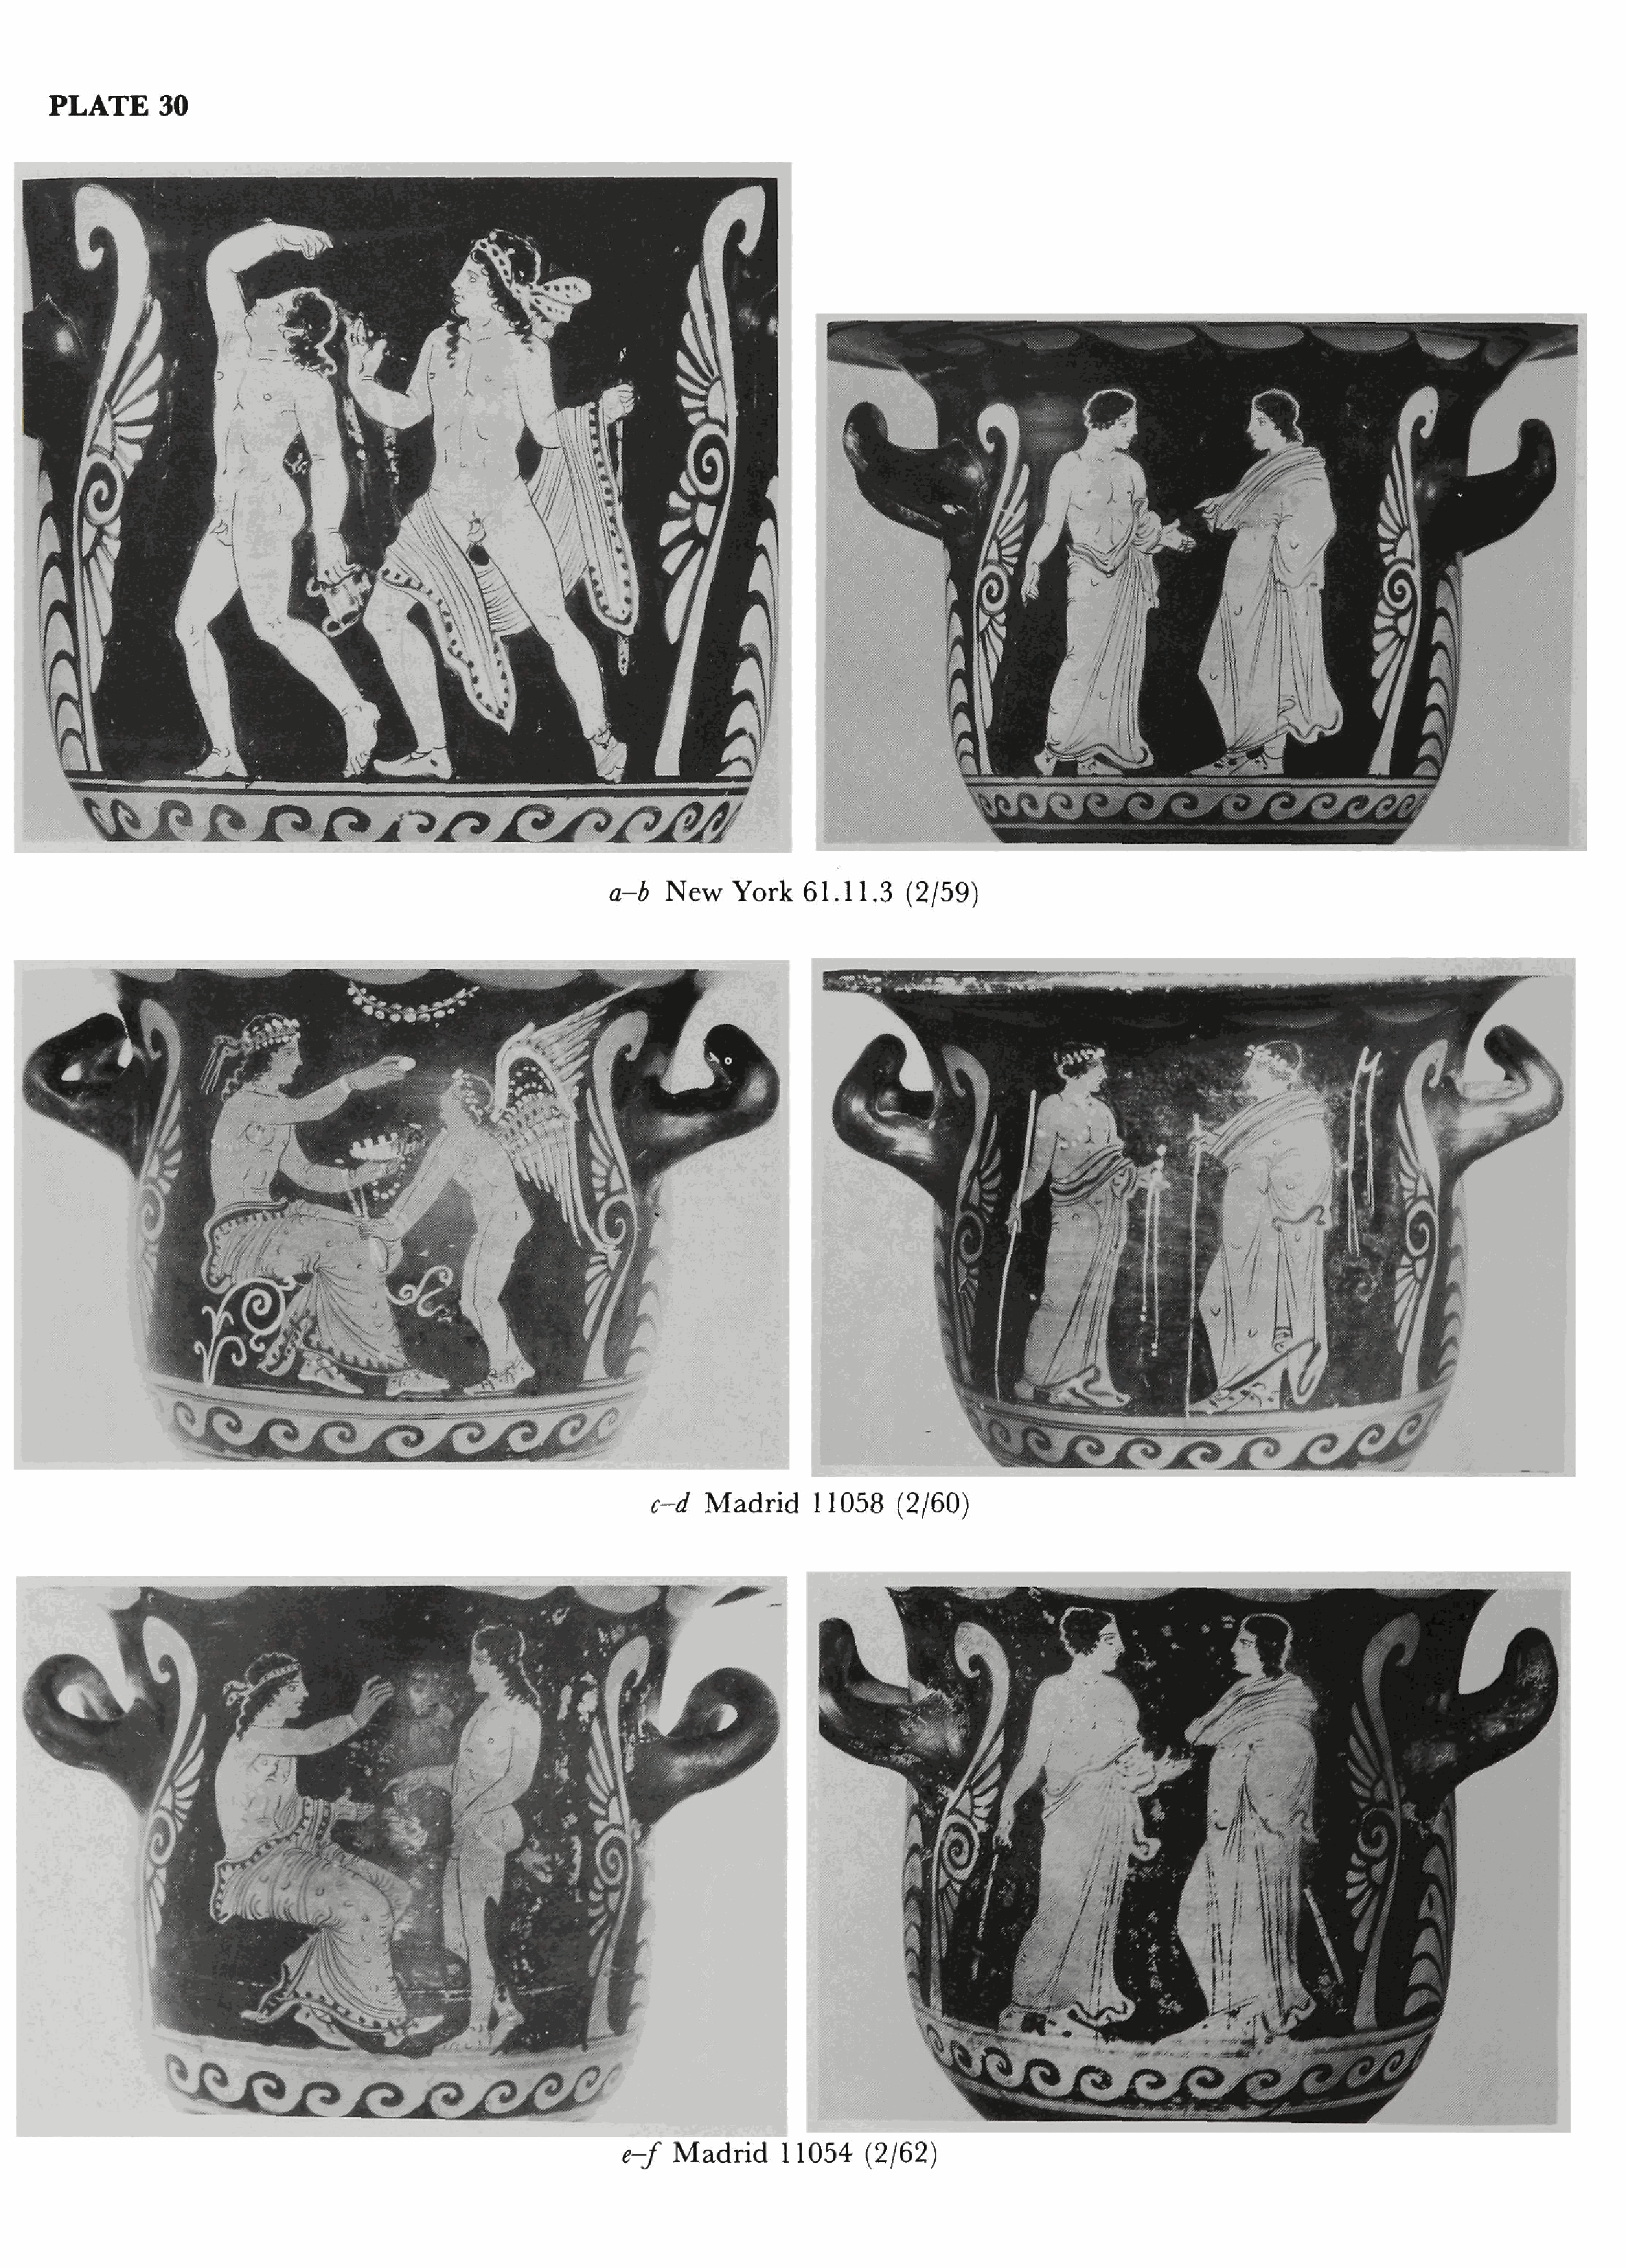 PLATE 30
a–b New York 61.11.3 (2/59)
c–d Madrid 11058 (2/60)
e–f Madrid 11054 (2/62)